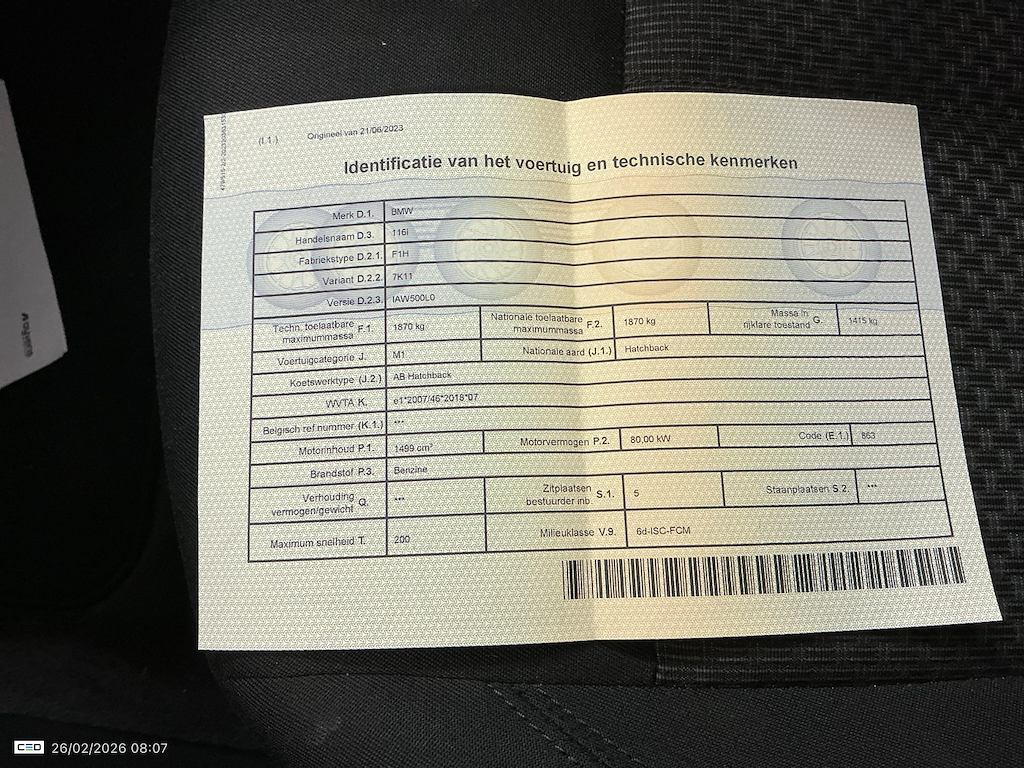 (I.1.) Origineel van 21/06/2023
Identificatie van het voertuig en technische kenmerken
Merk D.1. BMW
Handelsnaam D.3. 116i
Fabriekstype D.2.1. F1H
Variant D.2.2. 7K11
Versie D.2.3. IAW500L0
Techn. toelaatbare maximummassa F.1. 1870 kg Nationale toelaatbare maximummassa F.2. 1870 kg Massa in rijklare toestand G. 1415 kg
Voertuigcategorie J. M1 Nationale aard (J.1.) Hatchback
Koetswerktype (J.2.) AB Hatchback
WVTA K. e1*2007/46*2018*07
Belgisch ref.nummer (K.1.) ***
Motorinhoud P.1. 1499 cm³ Motorvermogen P.2. 80,00 kW Code (E.1.) 863
Brandstof P.3. Benzine
Verhouding vermogen/gewicht Q. *** Zitplaatsen bestuurder inb. S.1. 5 Staanplaatsen S.2. ***
Maximum snelheid T. 200 Milieuklasse V.9. 6d-ISC-FCM
CEO 26/02/2026 08:07